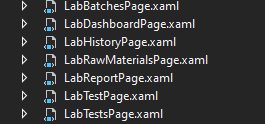 LabBatchesPage.xaml
LabDashboardPage.xaml
LabHistoryPage.xaml
LabRawMaterialsPage.xaml
LabReportPage.xaml
LabTestPage.xaml
LabTestsPage.xaml